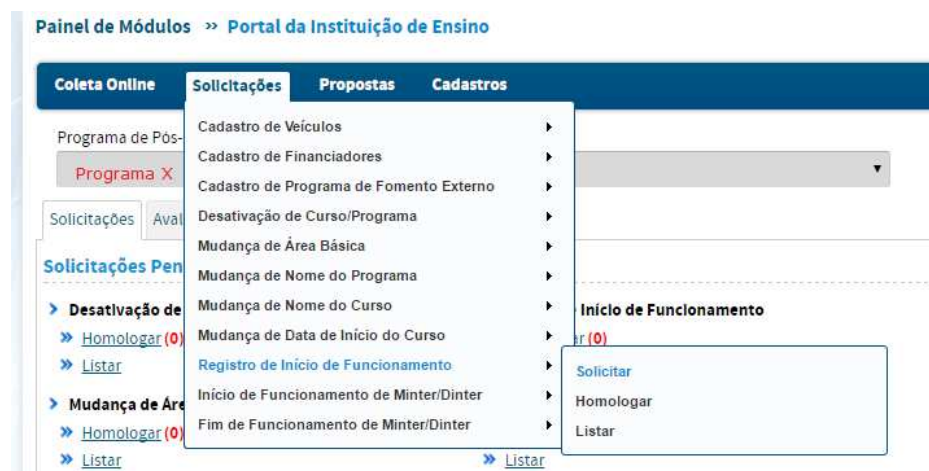 Painel de Módulos » Portal da Instituição de Ensino
Coleta Online Solicitações Propostas Cadastros
Programa de Pós-
Programa X
Cadastro de Veículos
Cadastro de Financiadores
Cadastro de Programa de Fomento Externo
Desativação de Curso/Programa
Mudança de Área Básica
Mudança de Nome do Programa
Mudança de Nome do Curso
Mudança de Data de Início do Curso
Registro de Início de Funcionamento
Início de Funcionamento de Minter/Dinter
Fim de Funcionamento de Minter/Dinter
Solicitar
Homologar
Listar
Solicitações Aval
Solicitações Pen
Desativação de
» Homologar (0)
» Listar
Mudança de Áre
» Homologar (0)
» Listar
Início de Funcionamento
(0)
» Listar